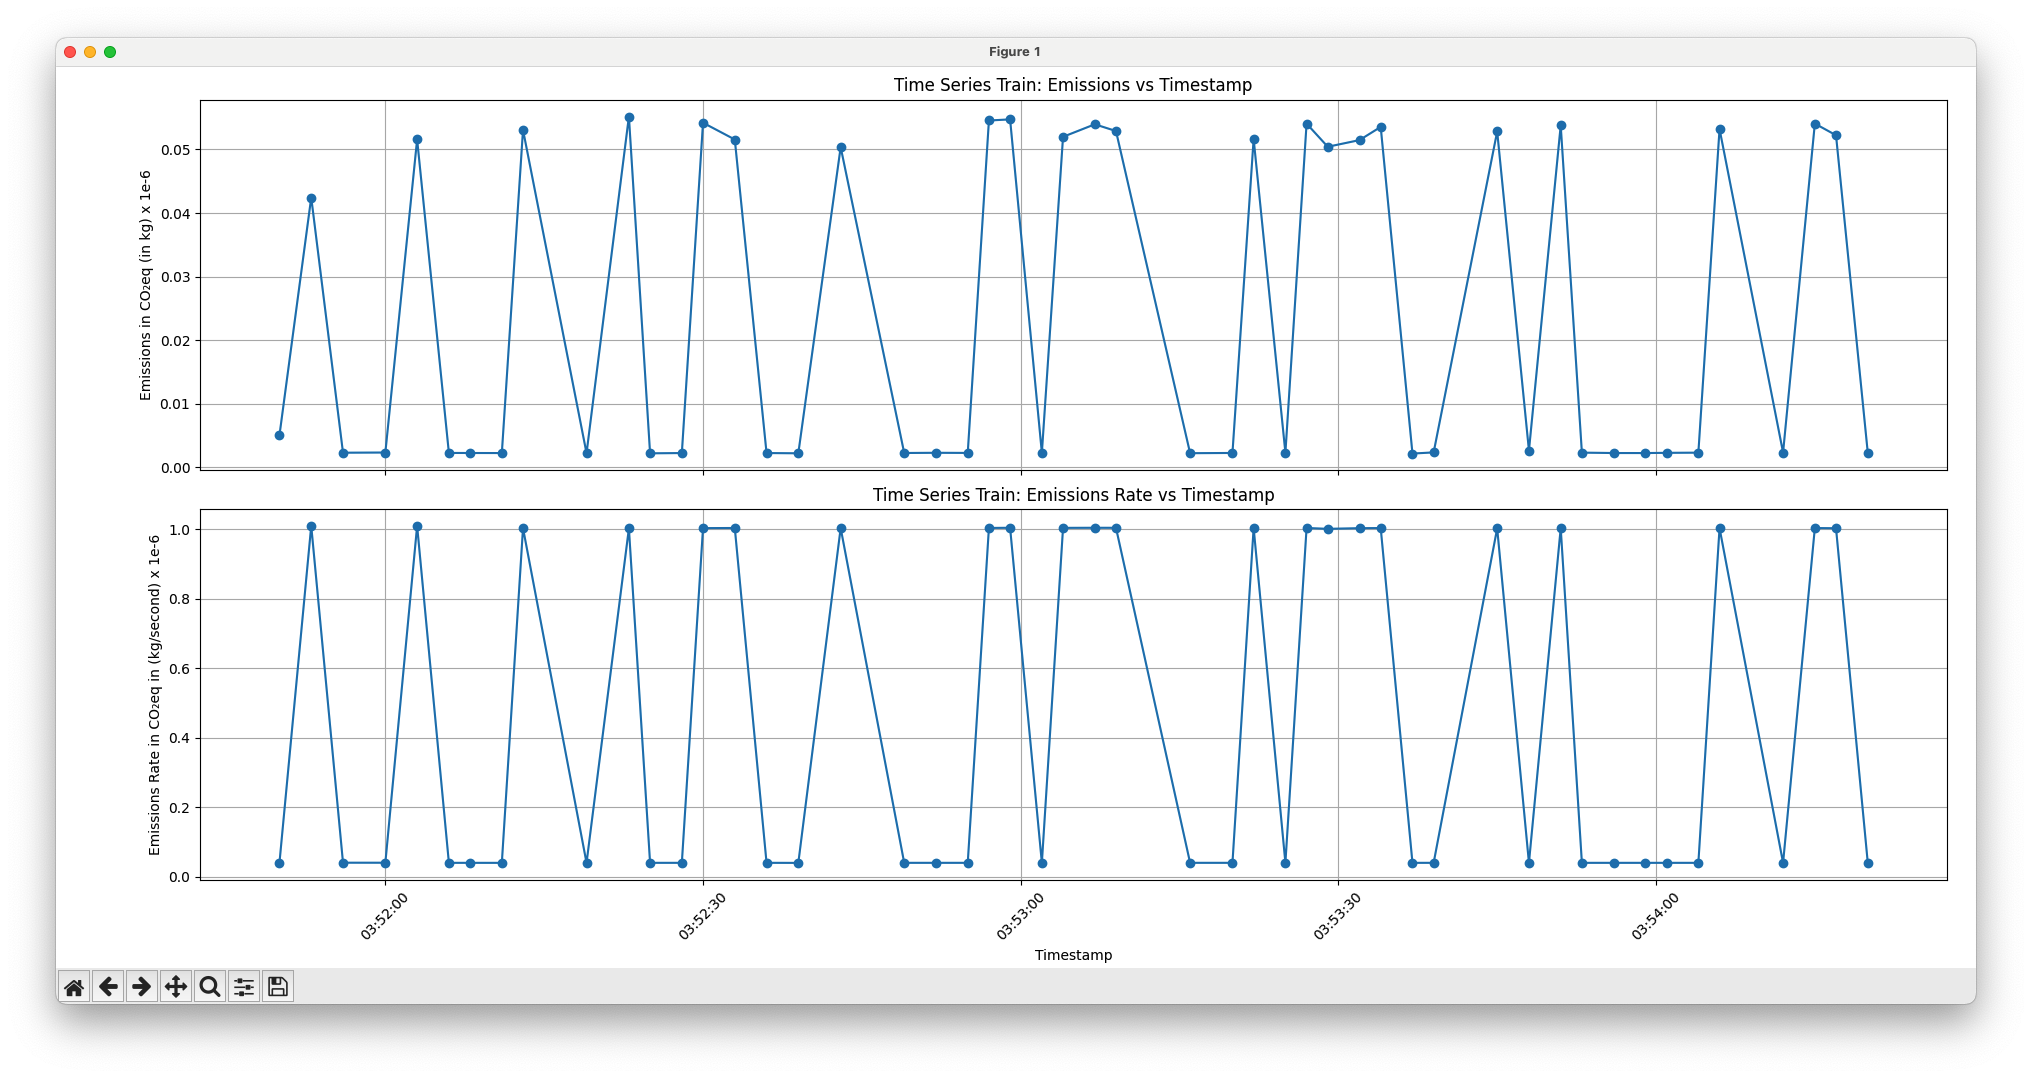 Figure 1
Time Series Train: Emissions vs Timestamp
Emissions in CO₂eq (in kg) x 1e-6
0.05
0.04
0.03
0.02
0.01
0.00
Time Series Train: Emissions Rate vs Timestamp
Emissions Rate in CO₂eq in (kg/second) x 1e-6
1.0
0.8
0.6
0.4
0.2
0.0
03:52:00
03:52:30
03:53:00
03:53:30
03:54:00
Timestamp